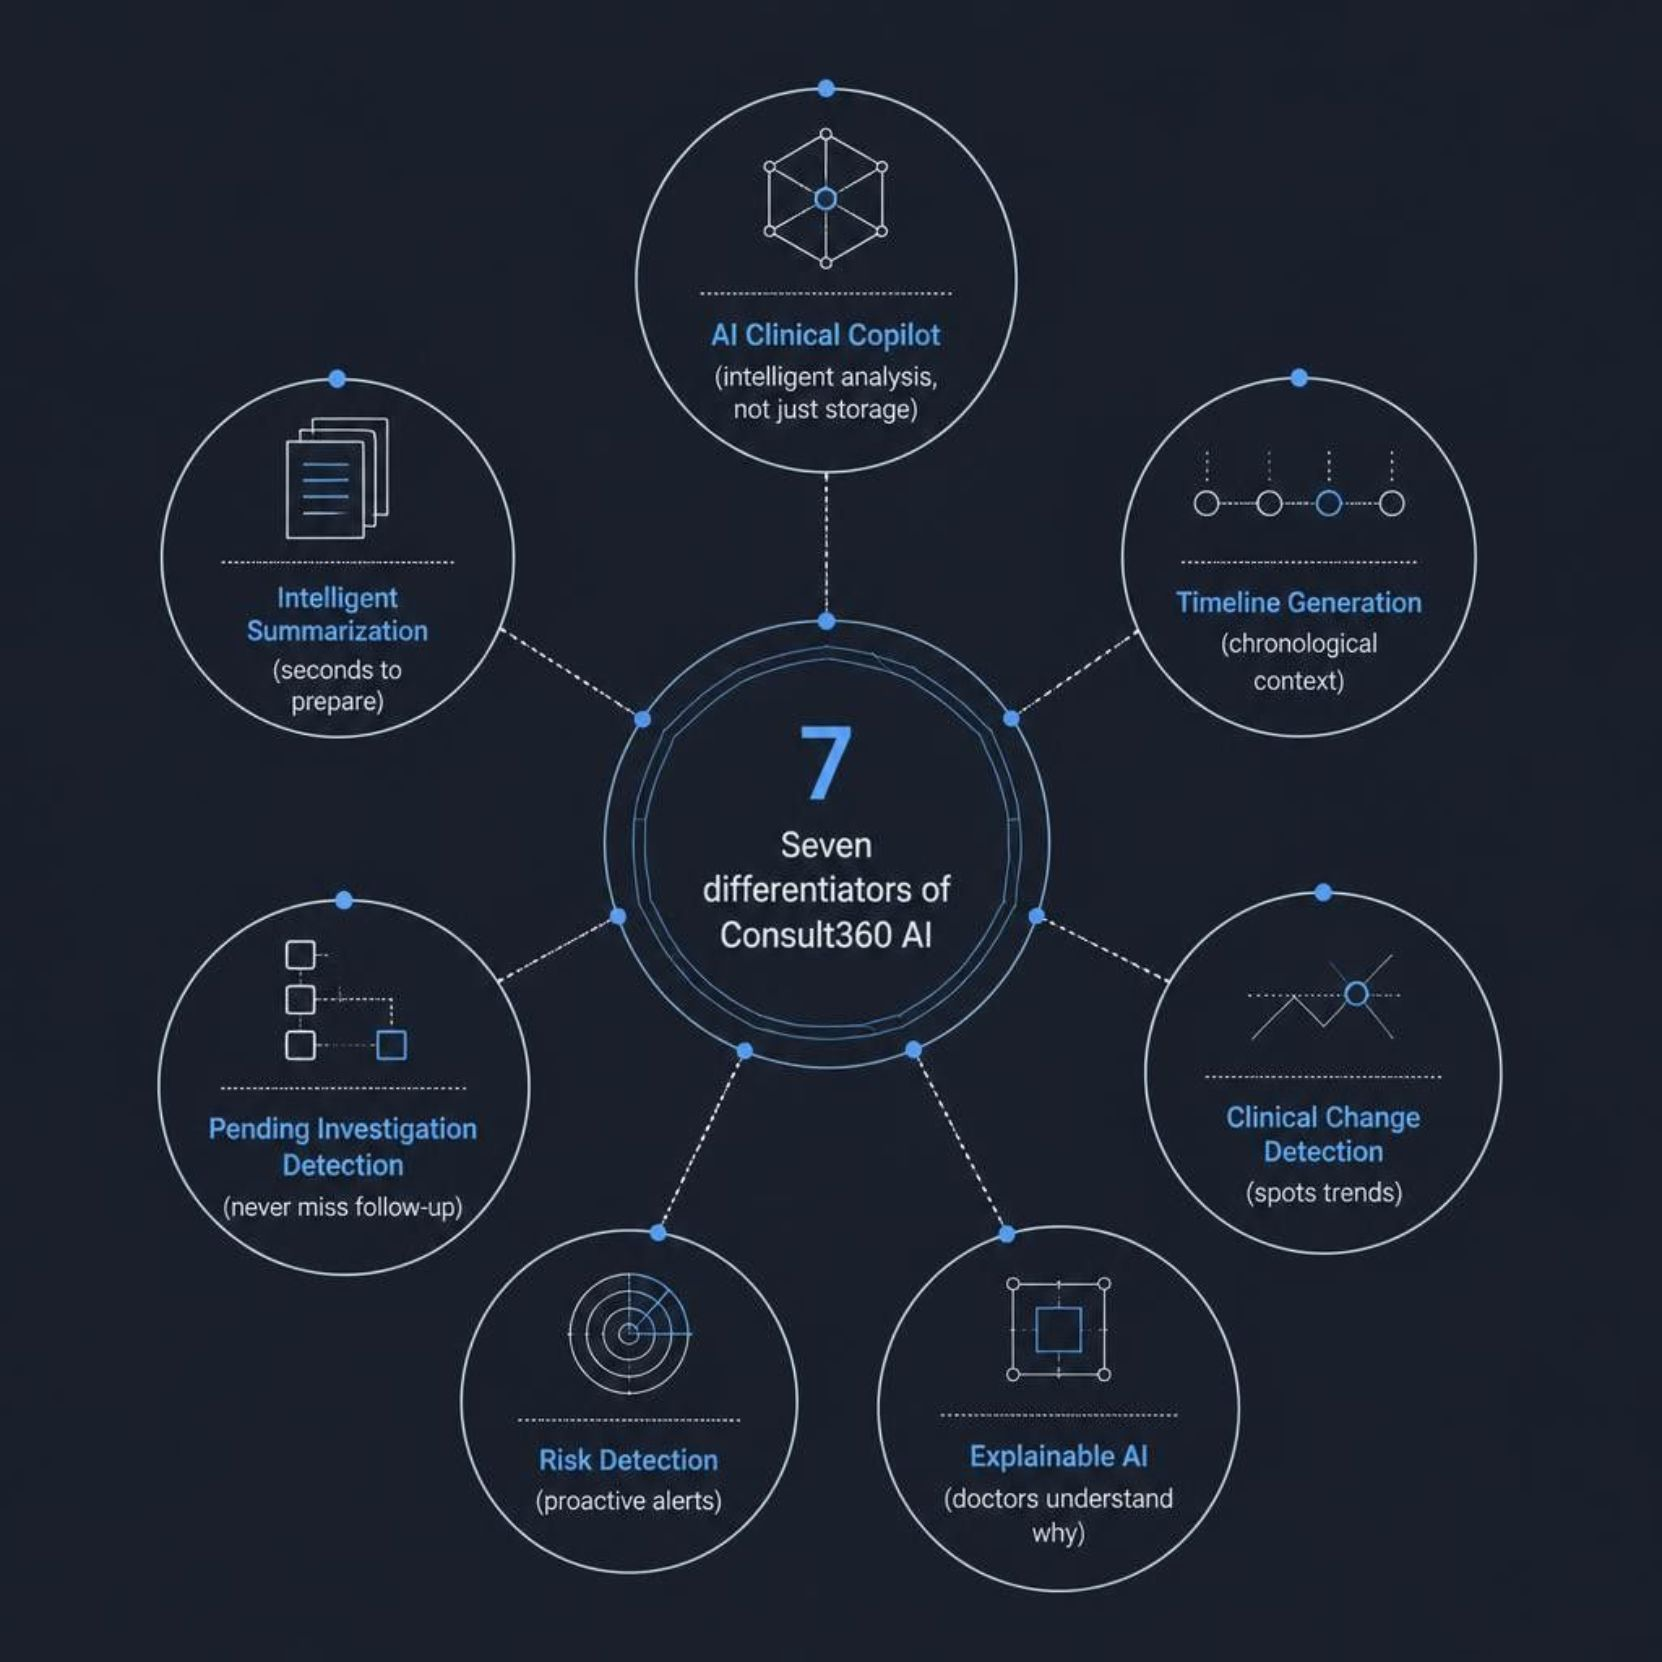 AI Clinical Copilot
(intelligent analysis,
not just storage)
Intelligent
Summarization
(seconds to
prepare)
Timeline Generation
(chronological
context)
7
Seven
differentiators of
Consult360 AI
Pending Investigation
Detection
(never miss follow-up)
Clinical Change
Detection
(spots trends)
Risk Detection
(proactive alerts)
Explainable AI
(doctors understand
why)